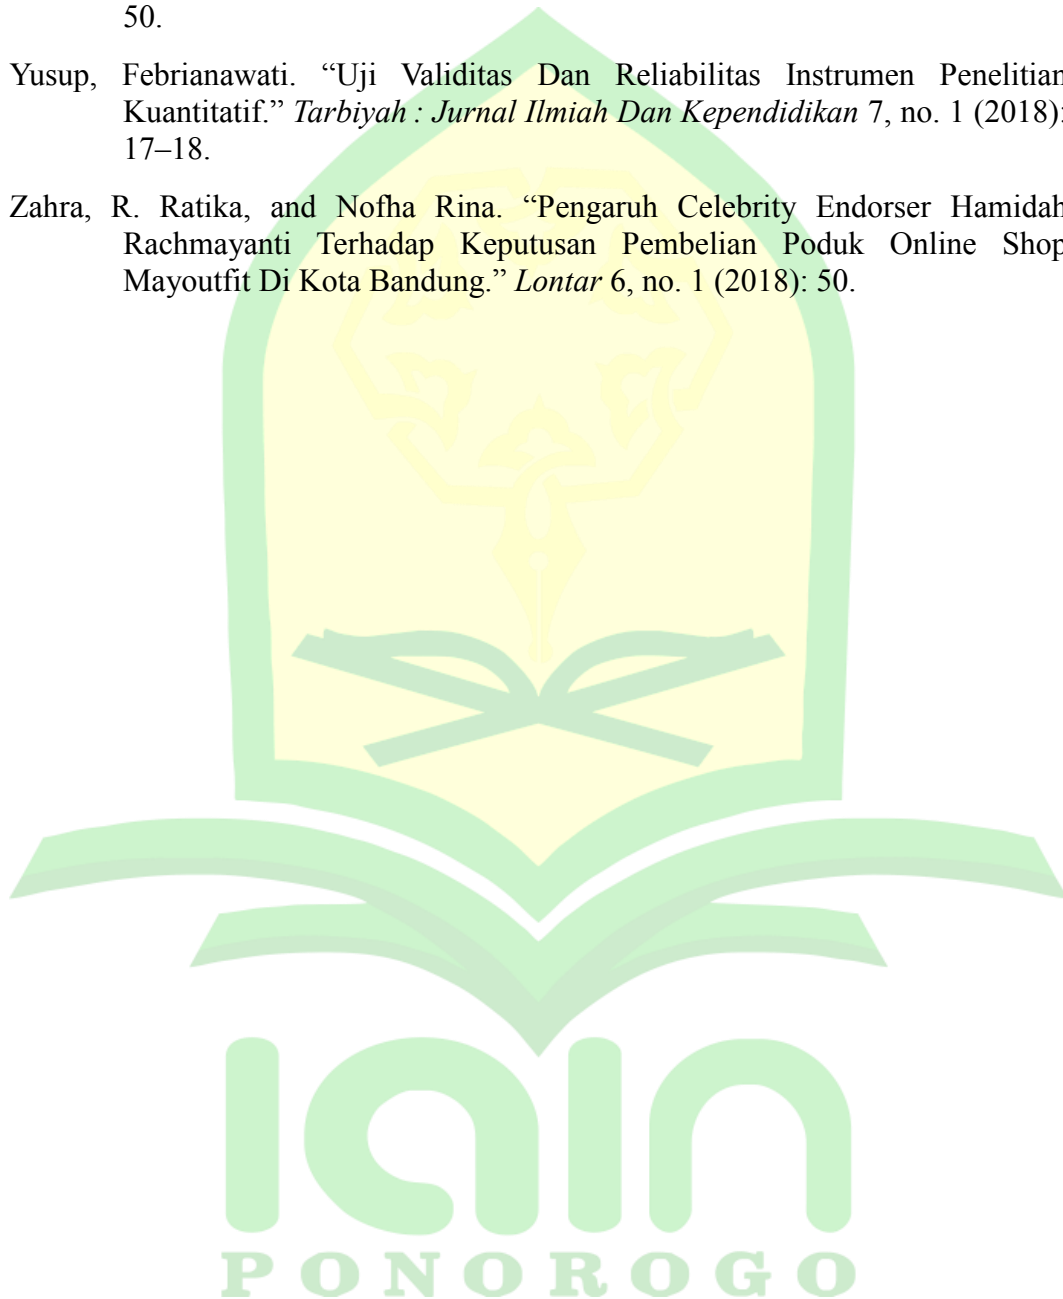 50.
Yusup, Febrianawati. “Uji Validitas Dan Reliabilitas Instrumen Penelitian
Kuantitatif.” Tarbiyah : Jurnal Ilmiah Dan Kependidikan 7, no. 1 (2018):
17–18.
Zahra, R. Ratika, and Nofha Rina. “Pengaruh Celebrity Endorser Hamidah
Rachmayanti Terhadap Keputusan Pembelian Poduk Online Shop
Mayoutfit Di Kota Bandung.” Lontar 6, no. 1 (2018): 50.
iain
PONOROGO